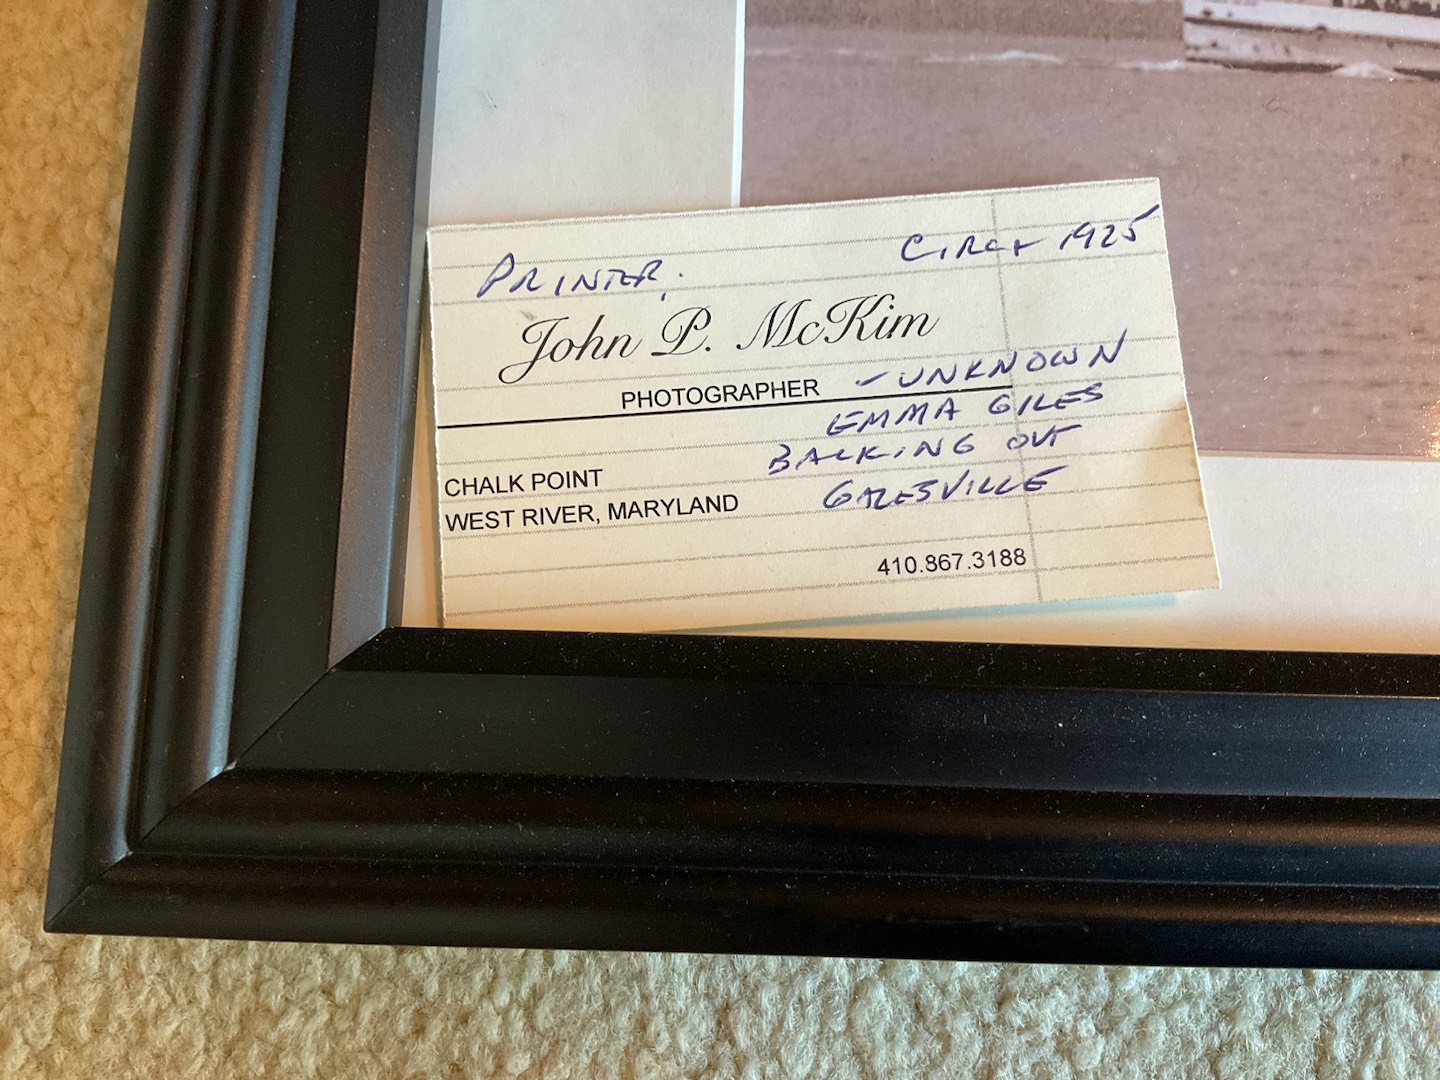 PRINTER, CIRCA 1925
John P. McKim
PHOTOGRAPHER - UNKNOWN
EMMA GILES
BACKING OUT
CHALK POINT
GALESVILLE
WEST RIVER, MARYLAND
410.867.3188